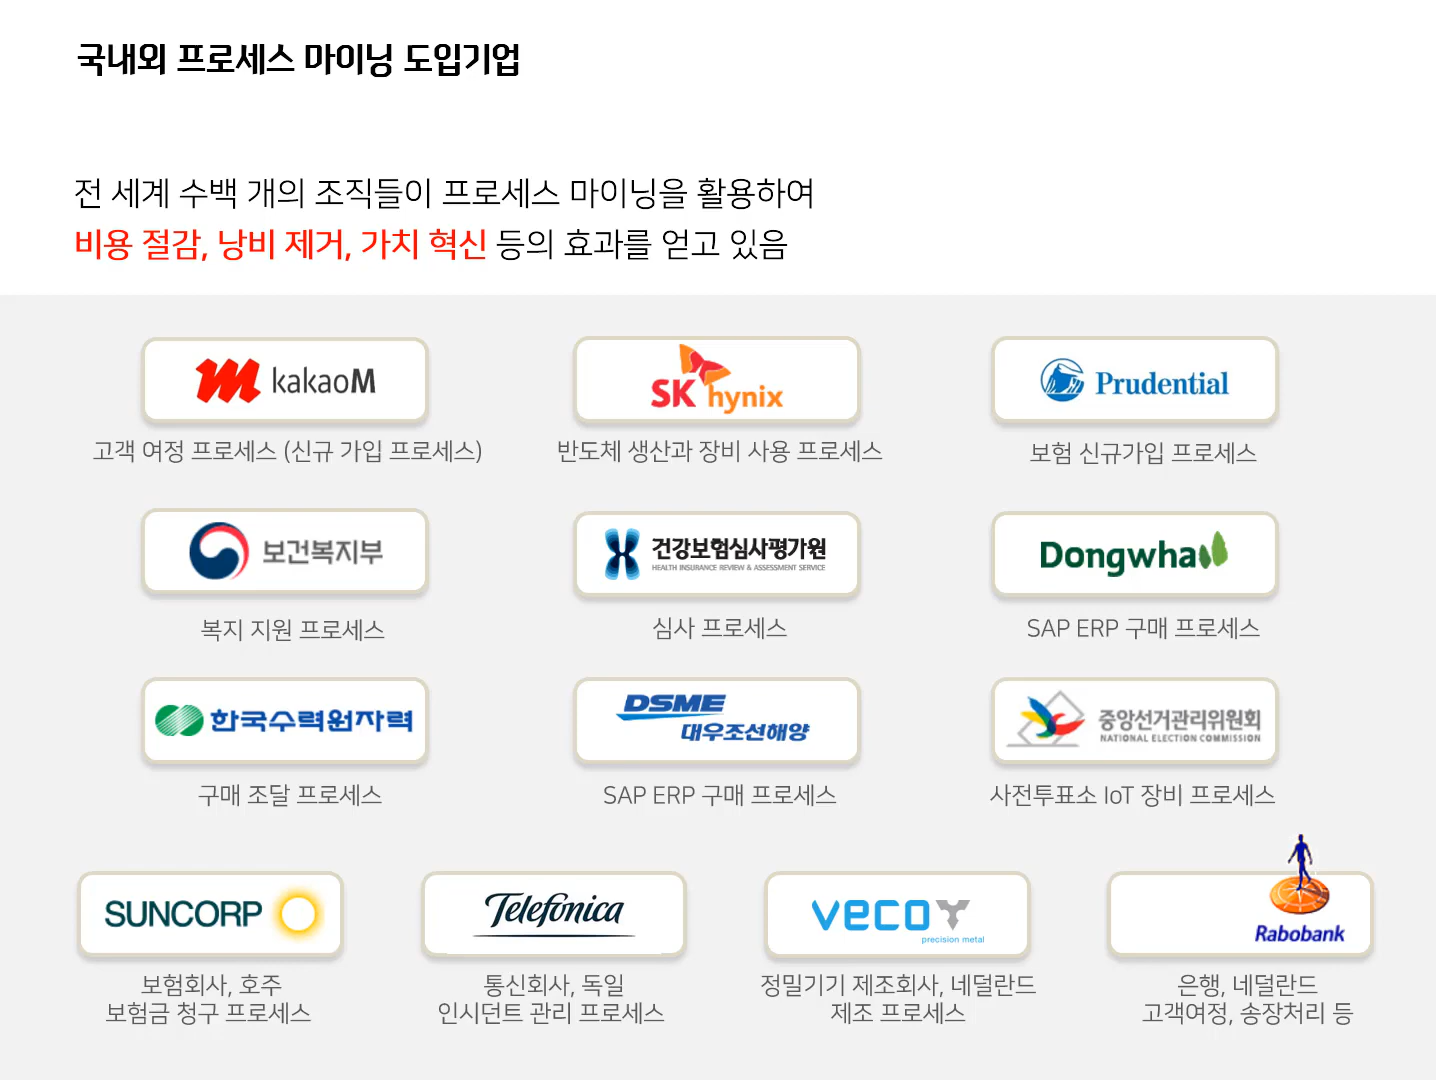 국내외 프로세스 마이닝 도입기업
전 세계 수백 개의 조직들이 프로세스 마이닝을 활용하여
비용 절감, 낭비 제거, 가치 혁신 등의 효과를 얻고 있음
kakaoM
SK hynix
Prudential
고객 여정 프로세스 (신규 가입 프로세스)
반도체 생산과 장비 사용 프로세스
보험 신규가입 프로세스
보건복지부
건강보험심사평가원
HEALTH INSURANCE REVIEW & ASSESSMENT SERVICE
Dongwha
복지 지원 프로세스
심사 프로세스
SAP ERP 구매 프로세스
한국수력원자력
DSME
대우조선해양
중앙선거관리위원회
NATIONAL ELECTION COMMISSION
구매 조달 프로세스
SAP ERP 구매 프로세스
사전투표소 IoT 장비 프로세스
SUNCORP
Telefónica
veco
precision metal
Rabobank
보험회사, 호주
보험금 청구 프로세스
통신회사, 독일
인시던트 관리 프로세스
정밀기기 제조회사, 네덜란드
제조 프로세스
은행, 네덜란드
고객여정, 송장처리 등